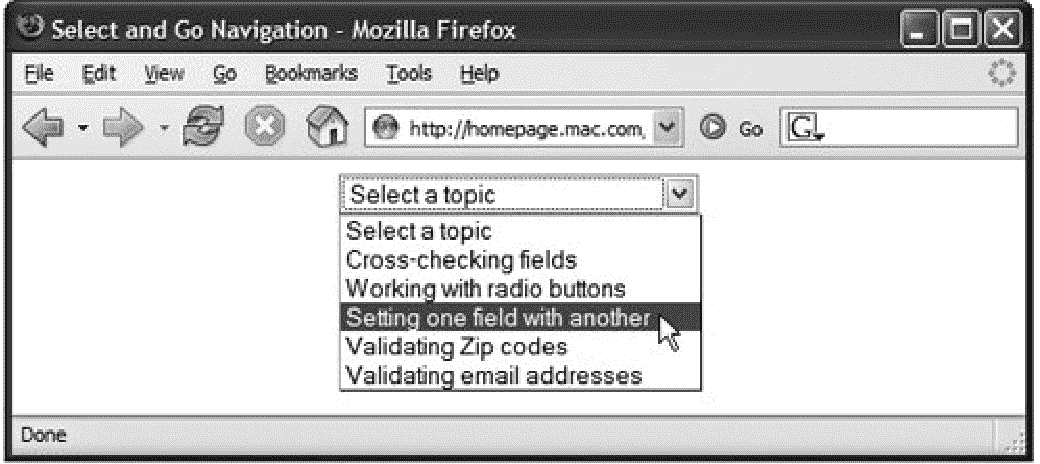 Select and Go Navigation - Mozilla Firefox
File Edit View Go Bookmarks Tools Help
http://homepage.mac.com, Go G
Select a topic
Select a topic
Cross-checking fields
Working with radio buttons
Setting one field with another
Validating Zip codes
Validating email addresses
Done